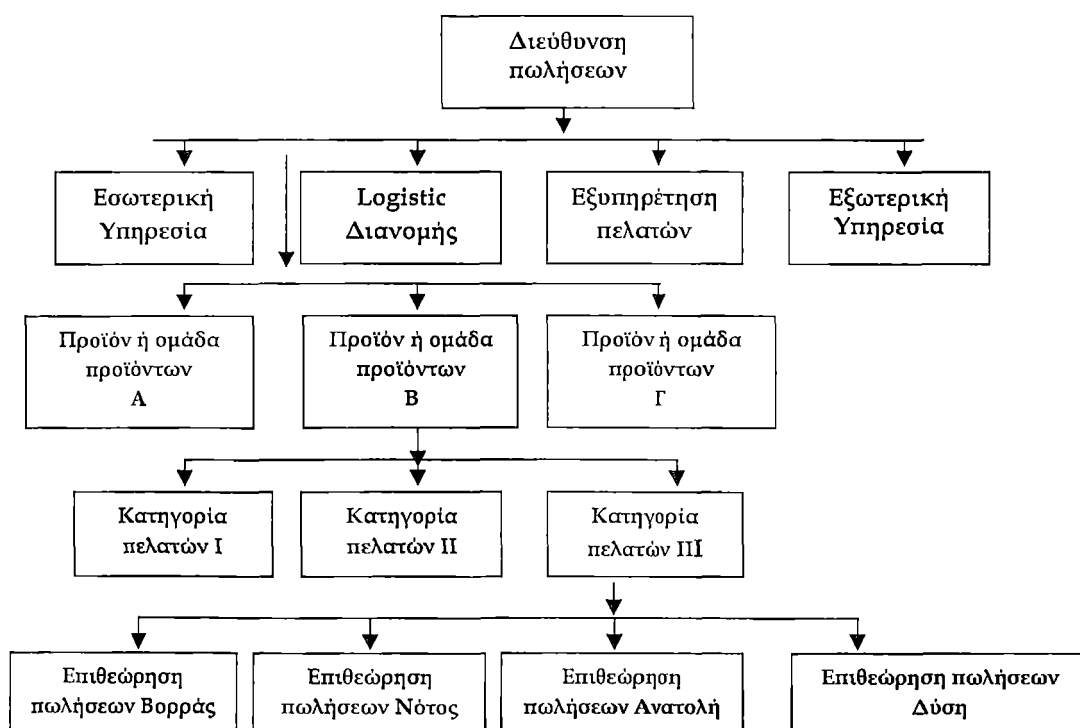 Διεύθυνση
πωλήσεων
Εσωτερική
Υπηρεσία
Logistic
Διανομής
Εξυπηρέτηση
πελατών
Εξωτερική
Υπηρεσία
Προϊόν ή ομάδα
προϊόντων
Α
Προϊόν ή ομάδα
προϊόντων
Β
Προϊόν ή ομάδα
προϊόντων
Γ
Κατηγορία
πελατών Ι
Κατηγορία
πελατών ΙΙ
Κατηγορία
πελατών ΙΙΙ
Επιθεώρηση
πωλήσεων Βορράς
Επιθεώρηση
πωλήσεων Νότος
Επιθεώρηση
πωλήσεων Ανατολή
Επιθεώρηση πωλήσεων
Δύση